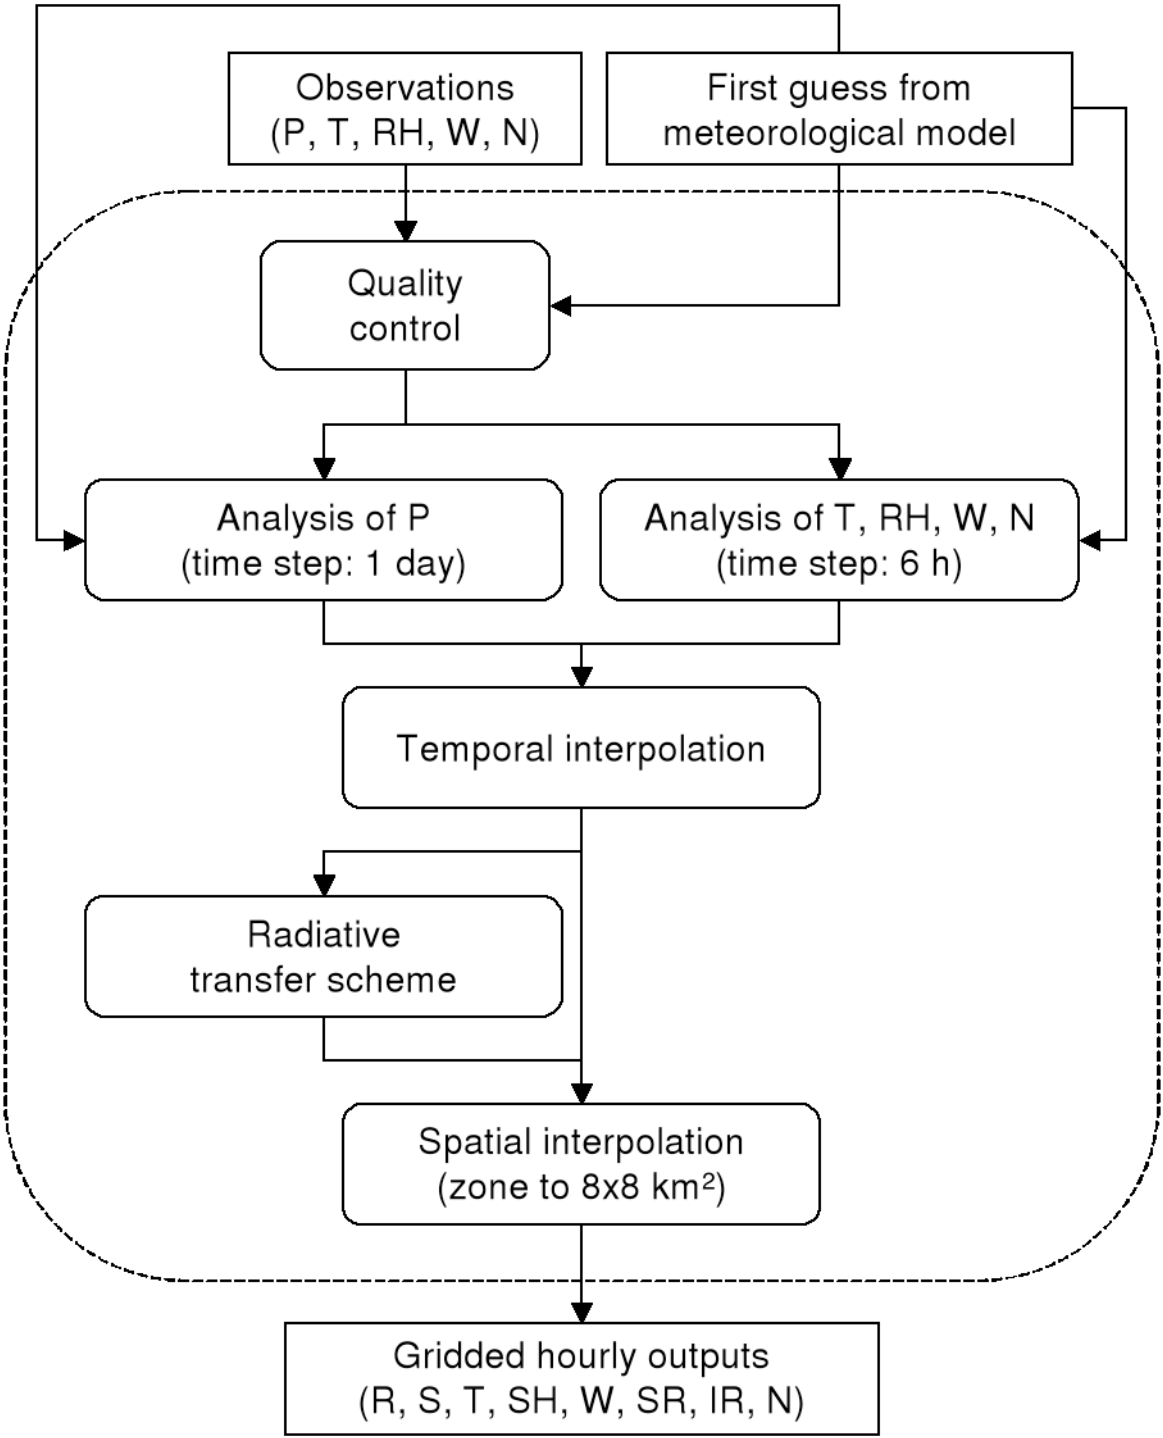 Observations
(P, T, RH, W, N)
First guess from
meteorological model
Quality
control
Analysis of P
(time step: 1 day)
Analysis of T, RH, W, N
(time step: 6 h)
Temporal interpolation
Radiative
transfer scheme
Spatial interpolation
(zone to 8x8 km²)
Gridded hourly outputs
(R, S, T, SH, W, SR, IR, N)